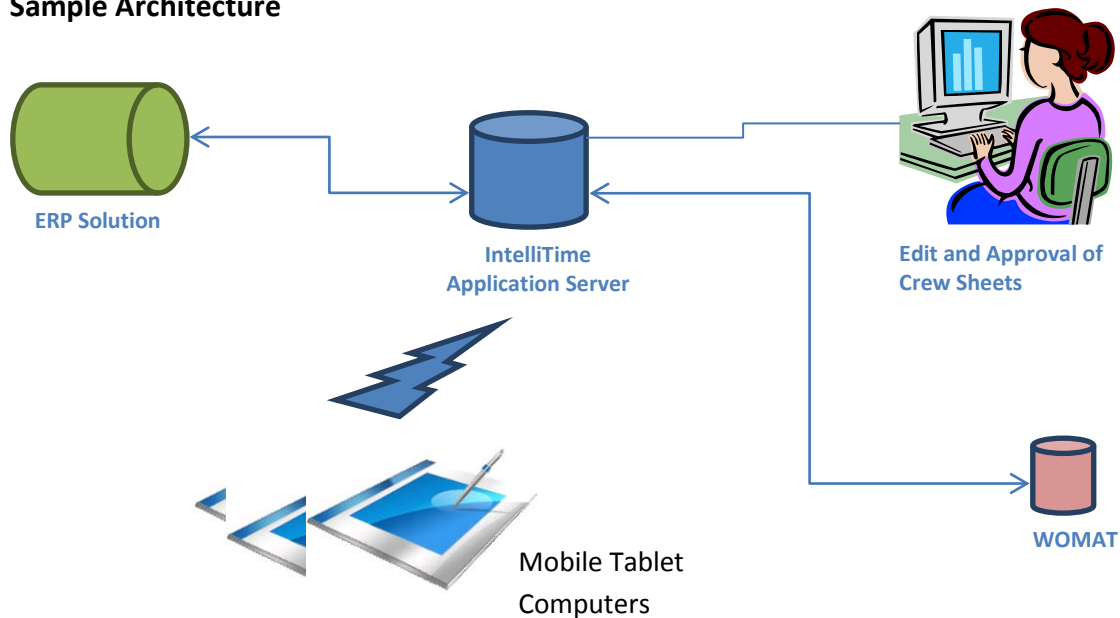 Sample Architecture
ERP Solution
IntelliTime
Application Server
Edit and Approval of
Crew Sheets
WOMAT
Mobile Tablet
Computers